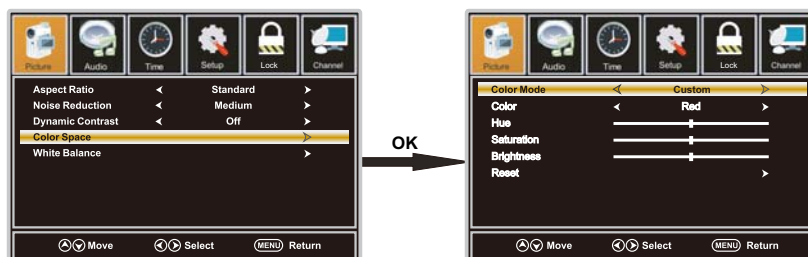 Picture Audio Time Setup Lock Channel
Aspect Ratio Standard
Noise Reduction Medium
Dynamic Contrast Off
Color Space
White Balance
Move Select MENU Return
OK
Picture Audio Time Setup Lock Channel
Color Mode Custom
Color Red
Hue
Saturation
Brightness
Reset
Move Select MENU Return